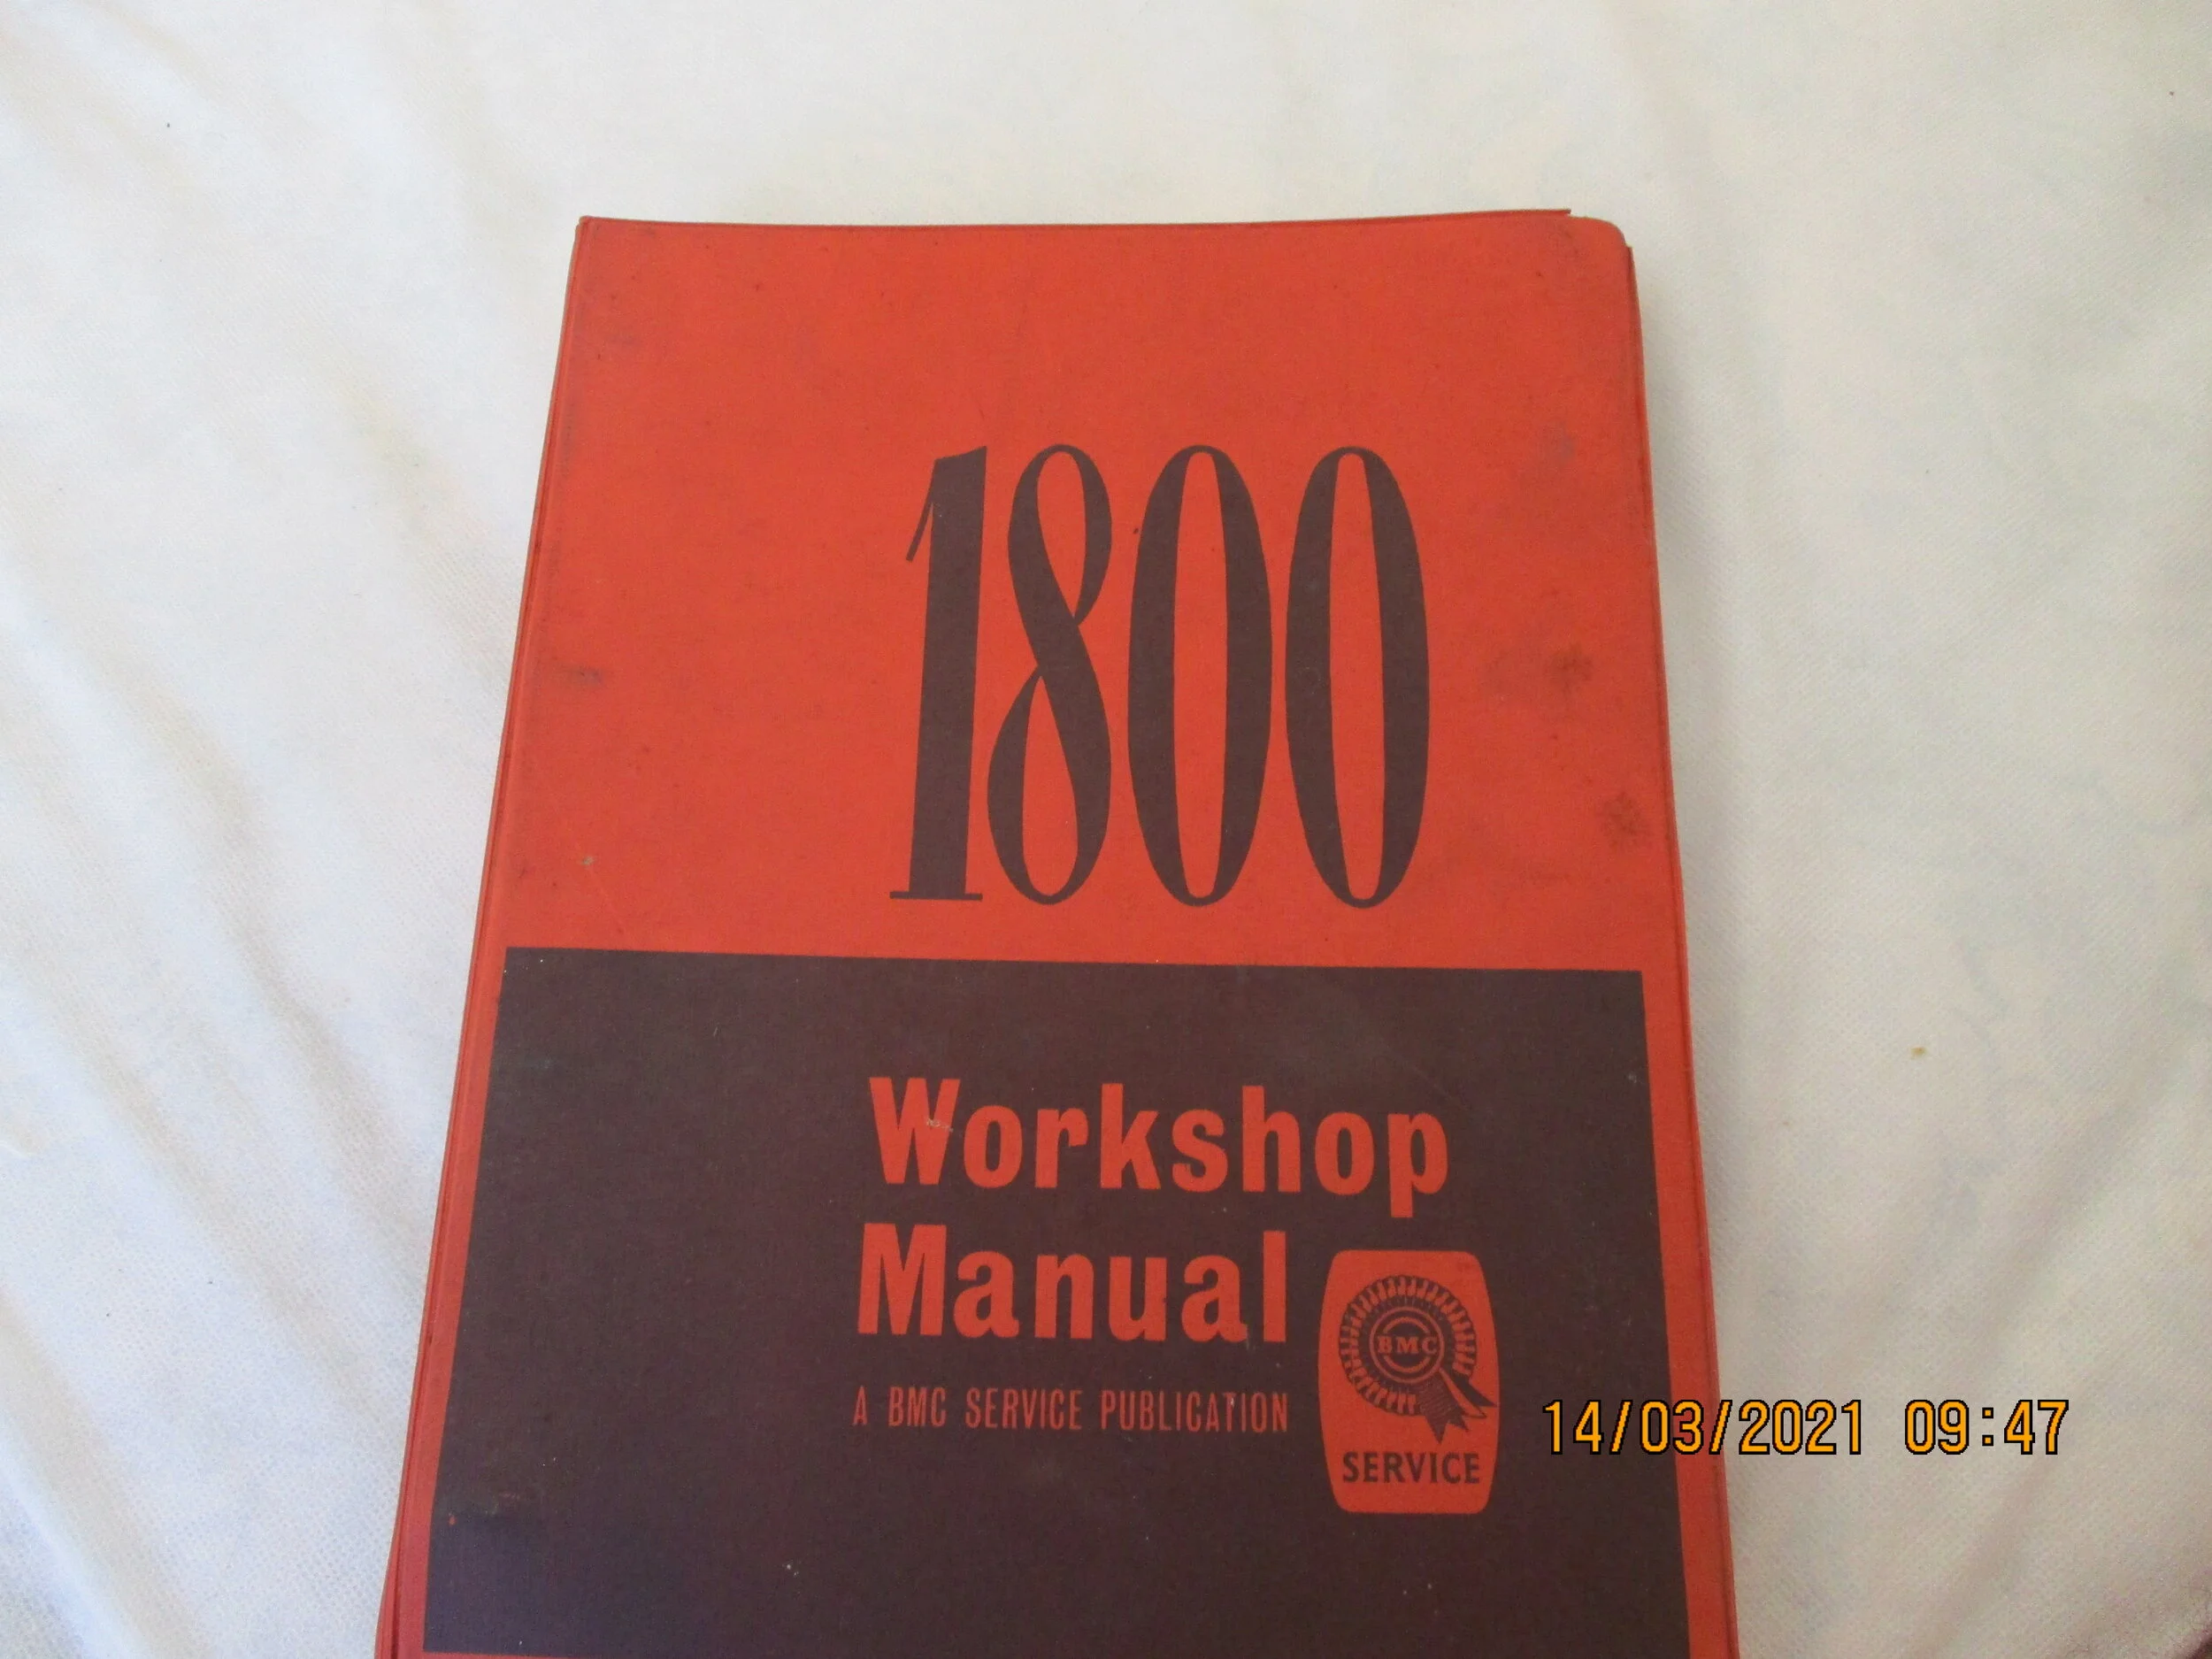 1800
Workshop
Manual
A BMC SERVICE PUBLICATION
BMC
SERVICE
14/03/2021 09:47